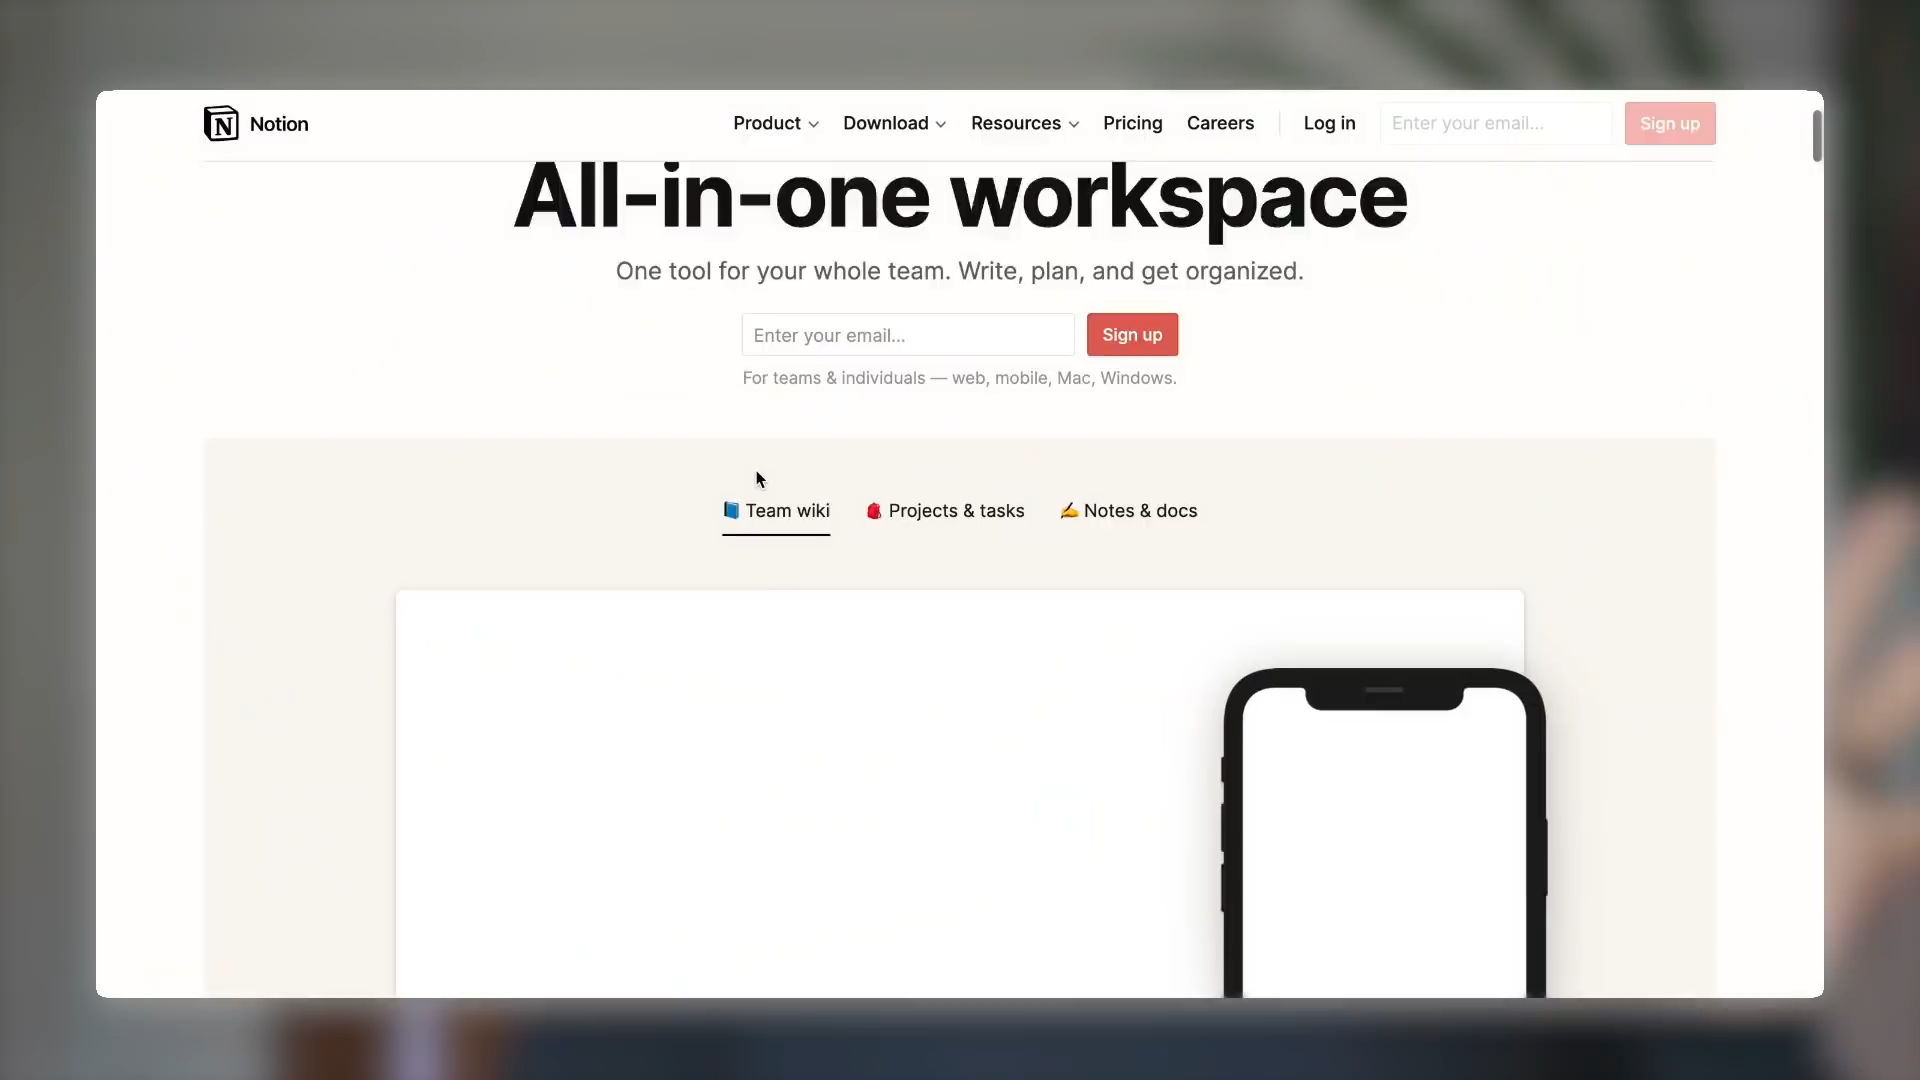 Notion
Product
Download
Resources
Pricing
Careers
Log in
Enter your email...
Sign up
All-in-one workspace
One tool for your whole team. Write, plan, and get organized.
Enter your email...
Sign up
For teams & individuals — web, mobile, Mac, Windows.
Team wiki
Projects & tasks
Notes & docs